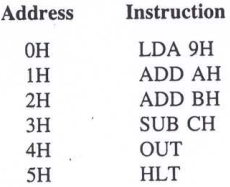 Address Instruction
0H LDA 9H
1H ADD AH
2H ADD BH
3H SUB CH
4H OUT
5H HLT